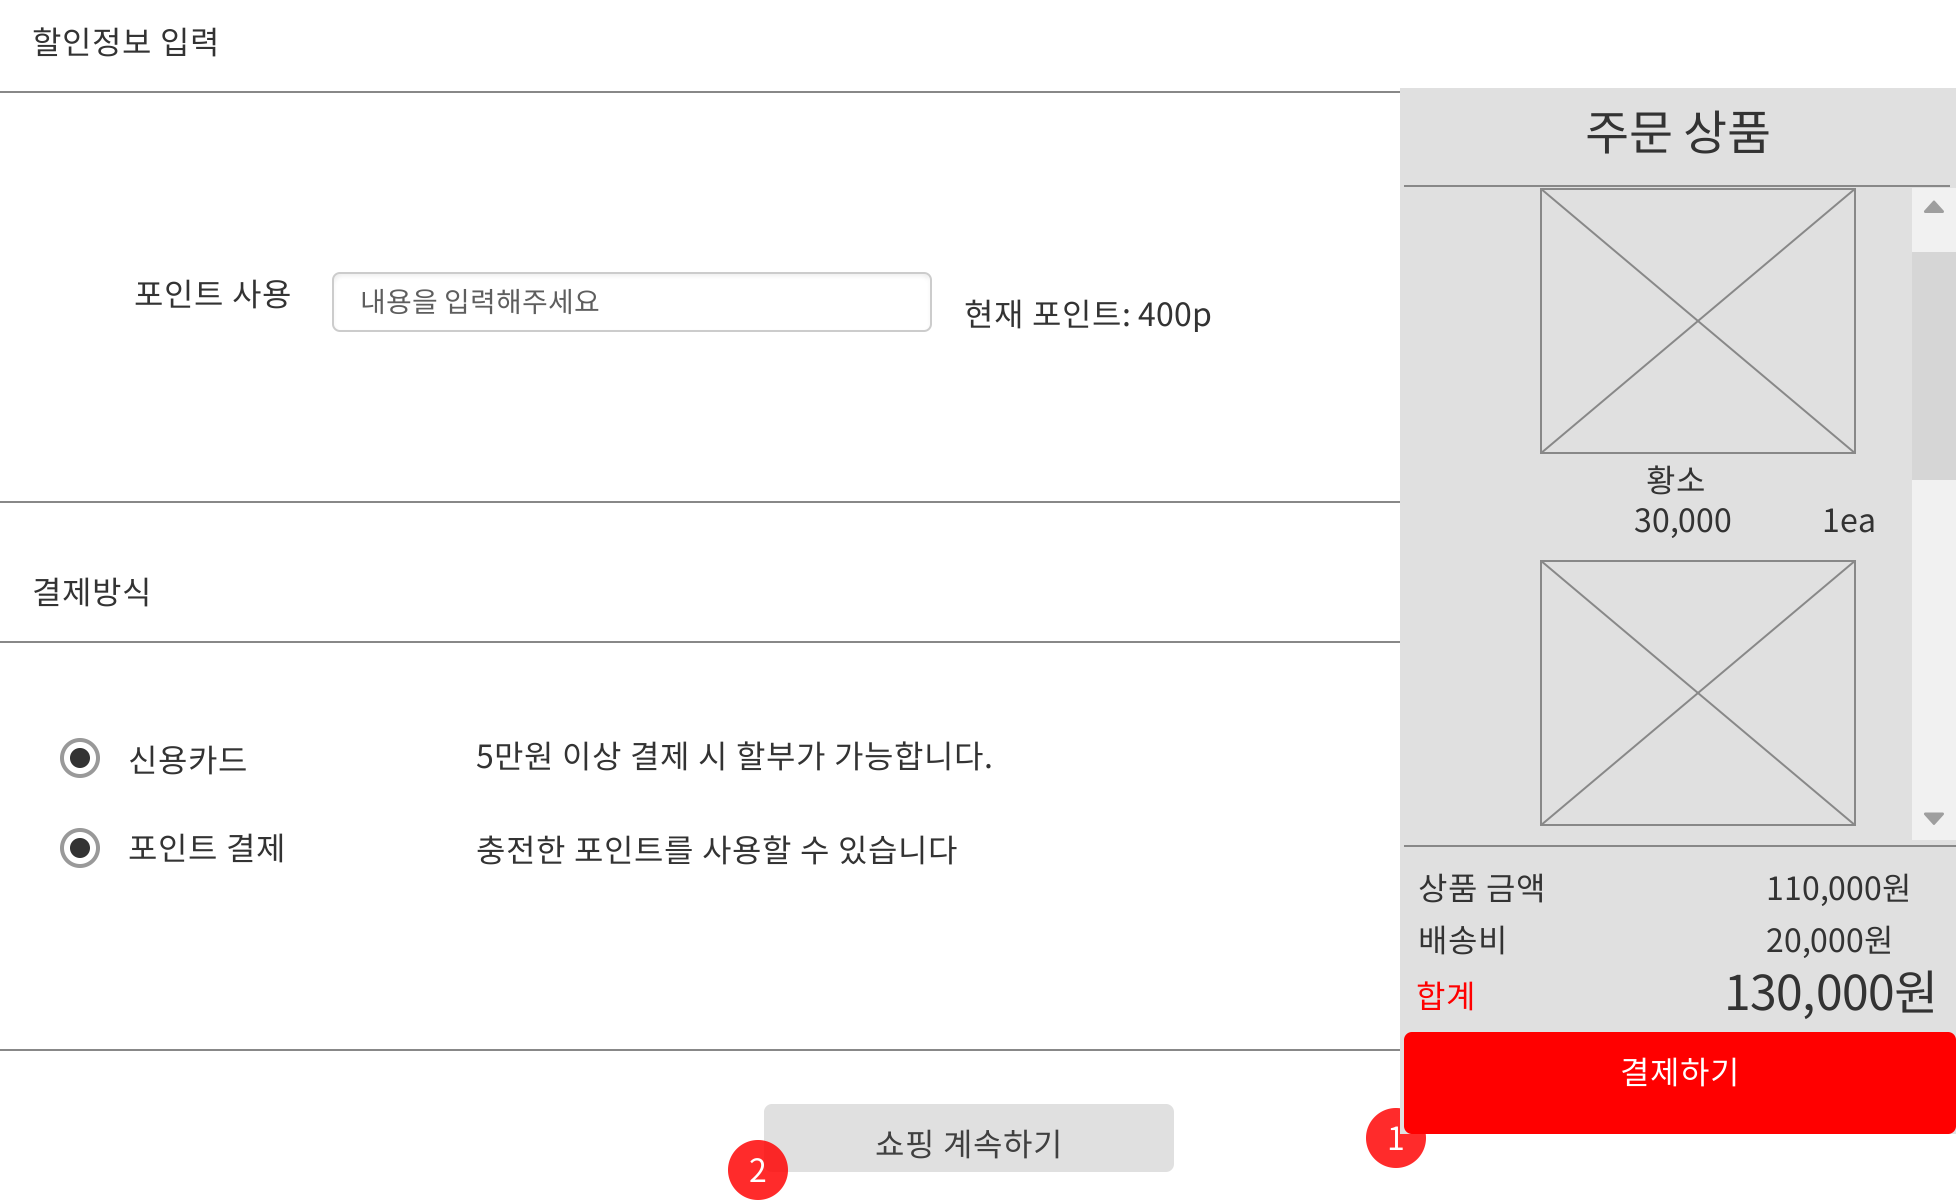 할인정보 입력
주문 상품
포인트 사용
내용을 입력해주세요
현재 포인트: 400p
황소
30,000 1ea
결제방식
신용카드 5만원 이상 결제 시 할부가 가능합니다.
포인트 결제 충전한 포인트를 사용할 수 있습니다
상품 금액 110,000원
배송비 20,000원
합계 130,000원
결제하기
1
쇼핑 계속하기
2